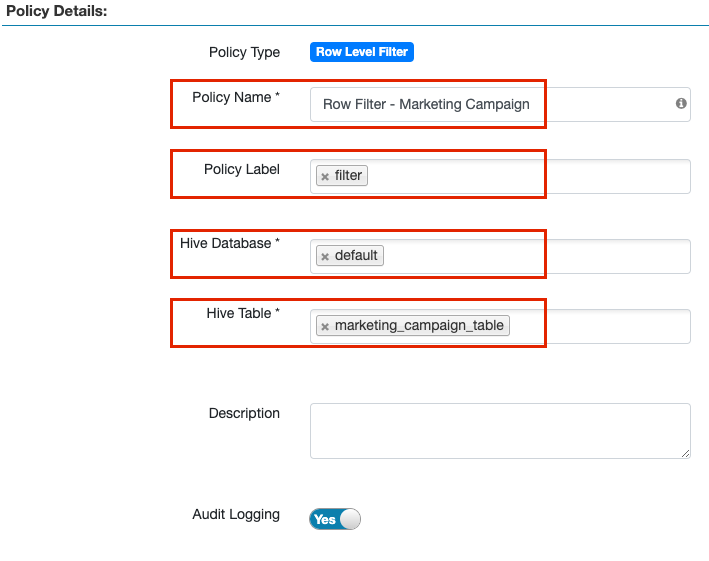 Policy Details:
Policy Type Row Level Filter
Policy Name * Row Filter - Marketing Campaign
Policy Label × filter
Hive Database * × default
Hive Table * × marketing_campaign_table
Description
Audit Logging Yes